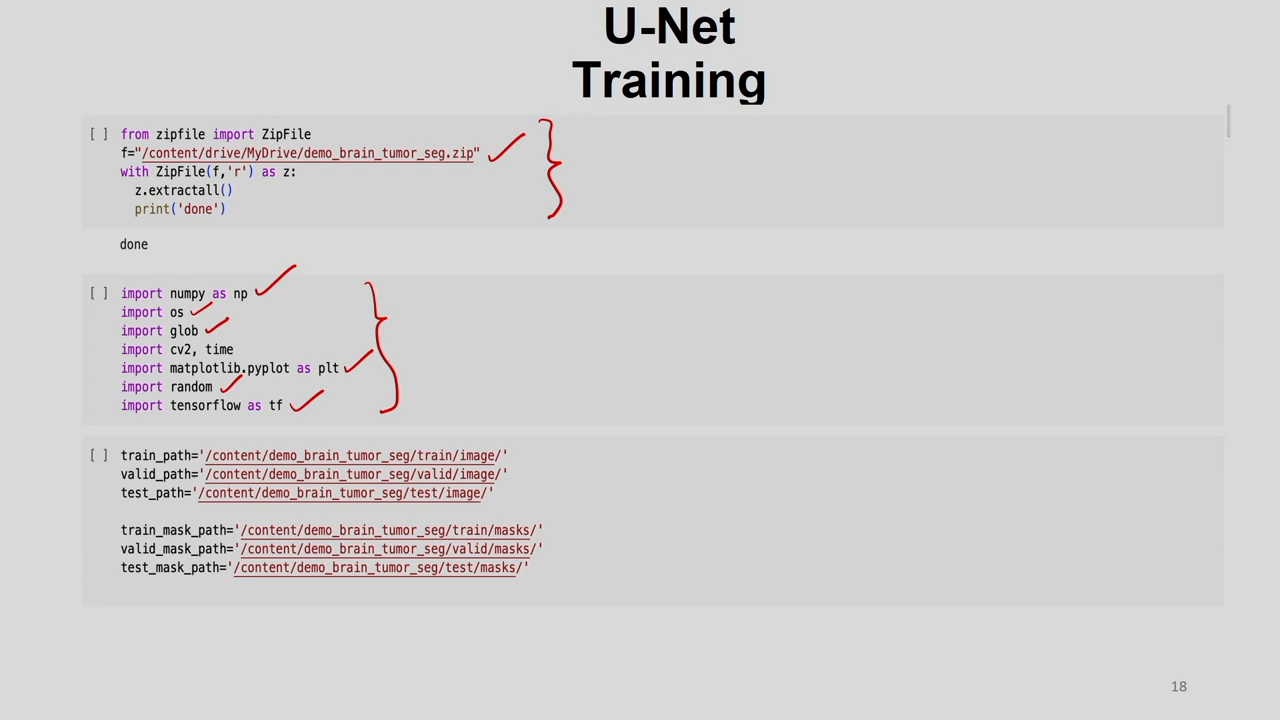 U-Net
Training
[ ] from zipfile import ZipFile
f="/content/drive/MyDrive/demo_brain_tumor_seg.zip"
with ZipFile(f,'r') as z:
  z.extractall()
  print('done')
done
[ ] import numpy as np
import os
import glob
import cv2, time
import matplotlib.pyplot as plt
import random
import tensorflow as tf
[ ] train_path='/content/demo_brain_tumor_seg/train/image/'
valid_path='/content/demo_brain_tumor_seg/valid/image/'
test_path='/content/demo_brain_tumor_seg/test/image/'
train_mask_path='/content/demo_brain_tumor_seg/train/masks/'
valid_mask_path='/content/demo_brain_tumor_seg/valid/masks/'
test_mask_path='/content/demo_brain_tumor_seg/test/masks/'
18